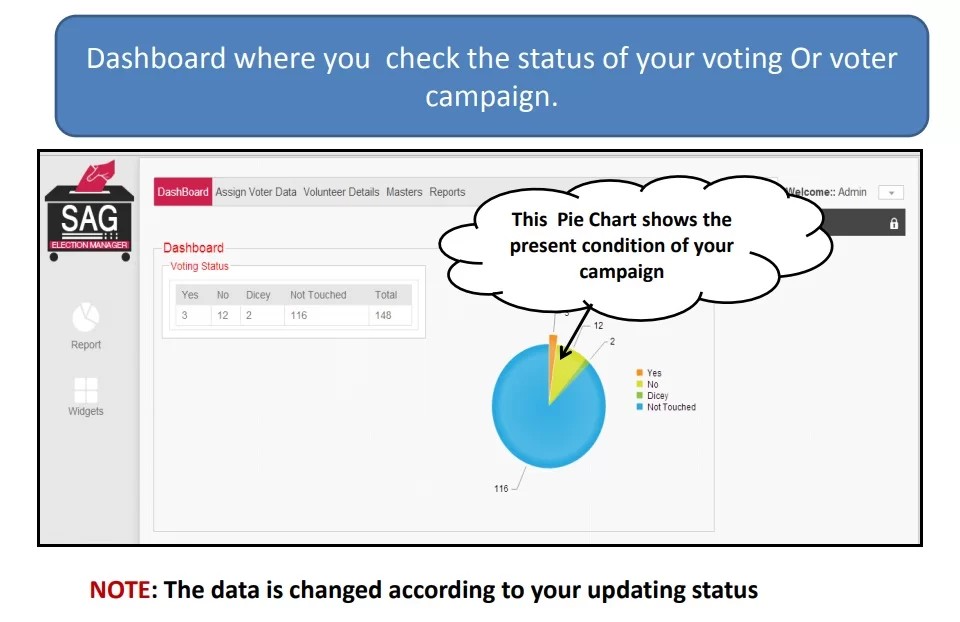 Dashboard where you  check the status of your voting Or voter
campaign.
SAG
ELECTION MANAGER
DashBoard Assign Voter Data Volunteer Details Masters Reports
Welcome:: Admin
This  Pie Chart shows the
present condition of your
campaign
Dashboard
Voting Status
Yes No Dicey Not Touched Total
3 12 2 116 148
Report
Widgets
3
12
2
116
Yes
No
Dicey
Not Touched
NOTE: The data is changed according to your updating status